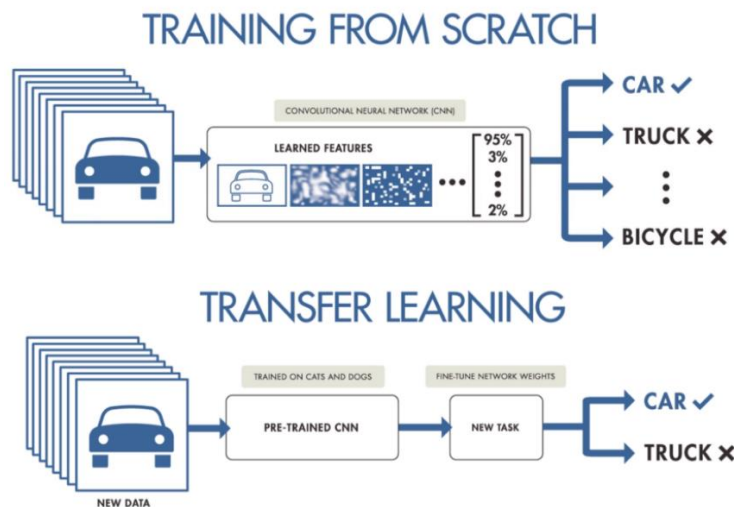 TRAINING FROM SCRATCH
CONVOLUTIONAL NEURAL NETWORK (CNN)
LEARNED FEATURES
95%
3%
2%
CAR ✓
TRUCK ✕
BICYCLE ✕
TRANSFER LEARNING
TRAINED ON CATS AND DOGS
FINE-TUNE NETWORK WEIGHTS
PRE-TRAINED CNN
NEW TASK
CAR ✓
TRUCK ✕
NEW DATA